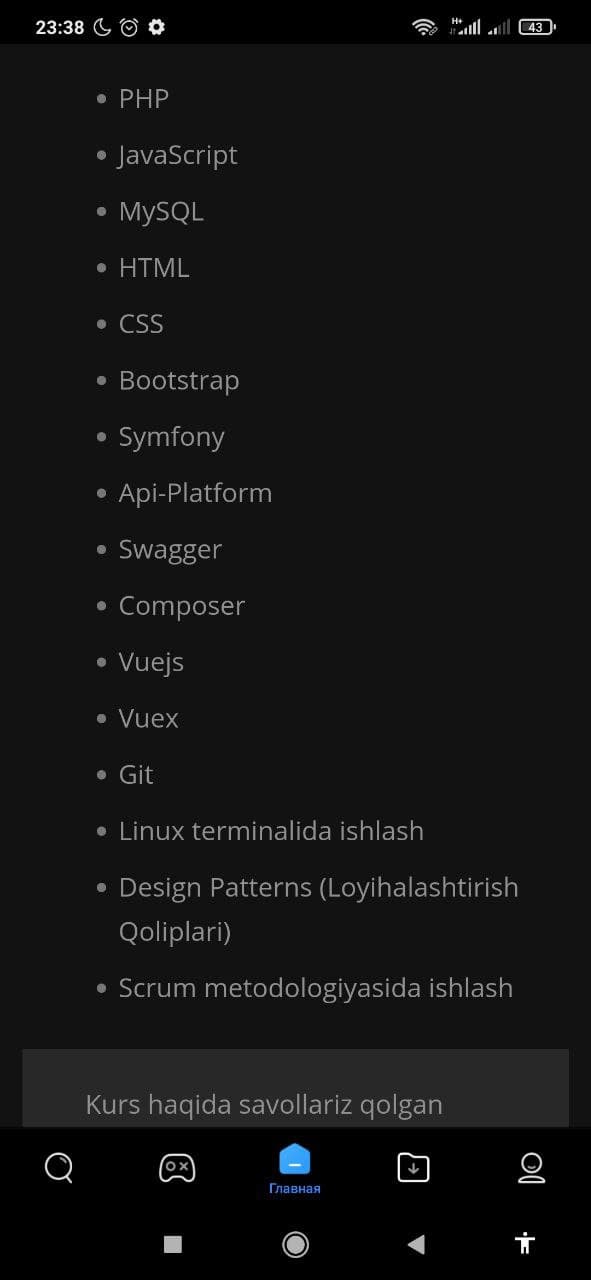 23:38
H+
43
PHP
JavaScript
MySQL
HTML
CSS
Bootstrap
Symfony
Api-Platform
Swagger
Composer
Vuejs
Vuex
Git
Linux terminalida ishlash
Design Patterns (Loyihalashtirish
Qoliplari)
Scrum metodologiyasida ishlash
Kurs haqida savollariz qolgan
Главная